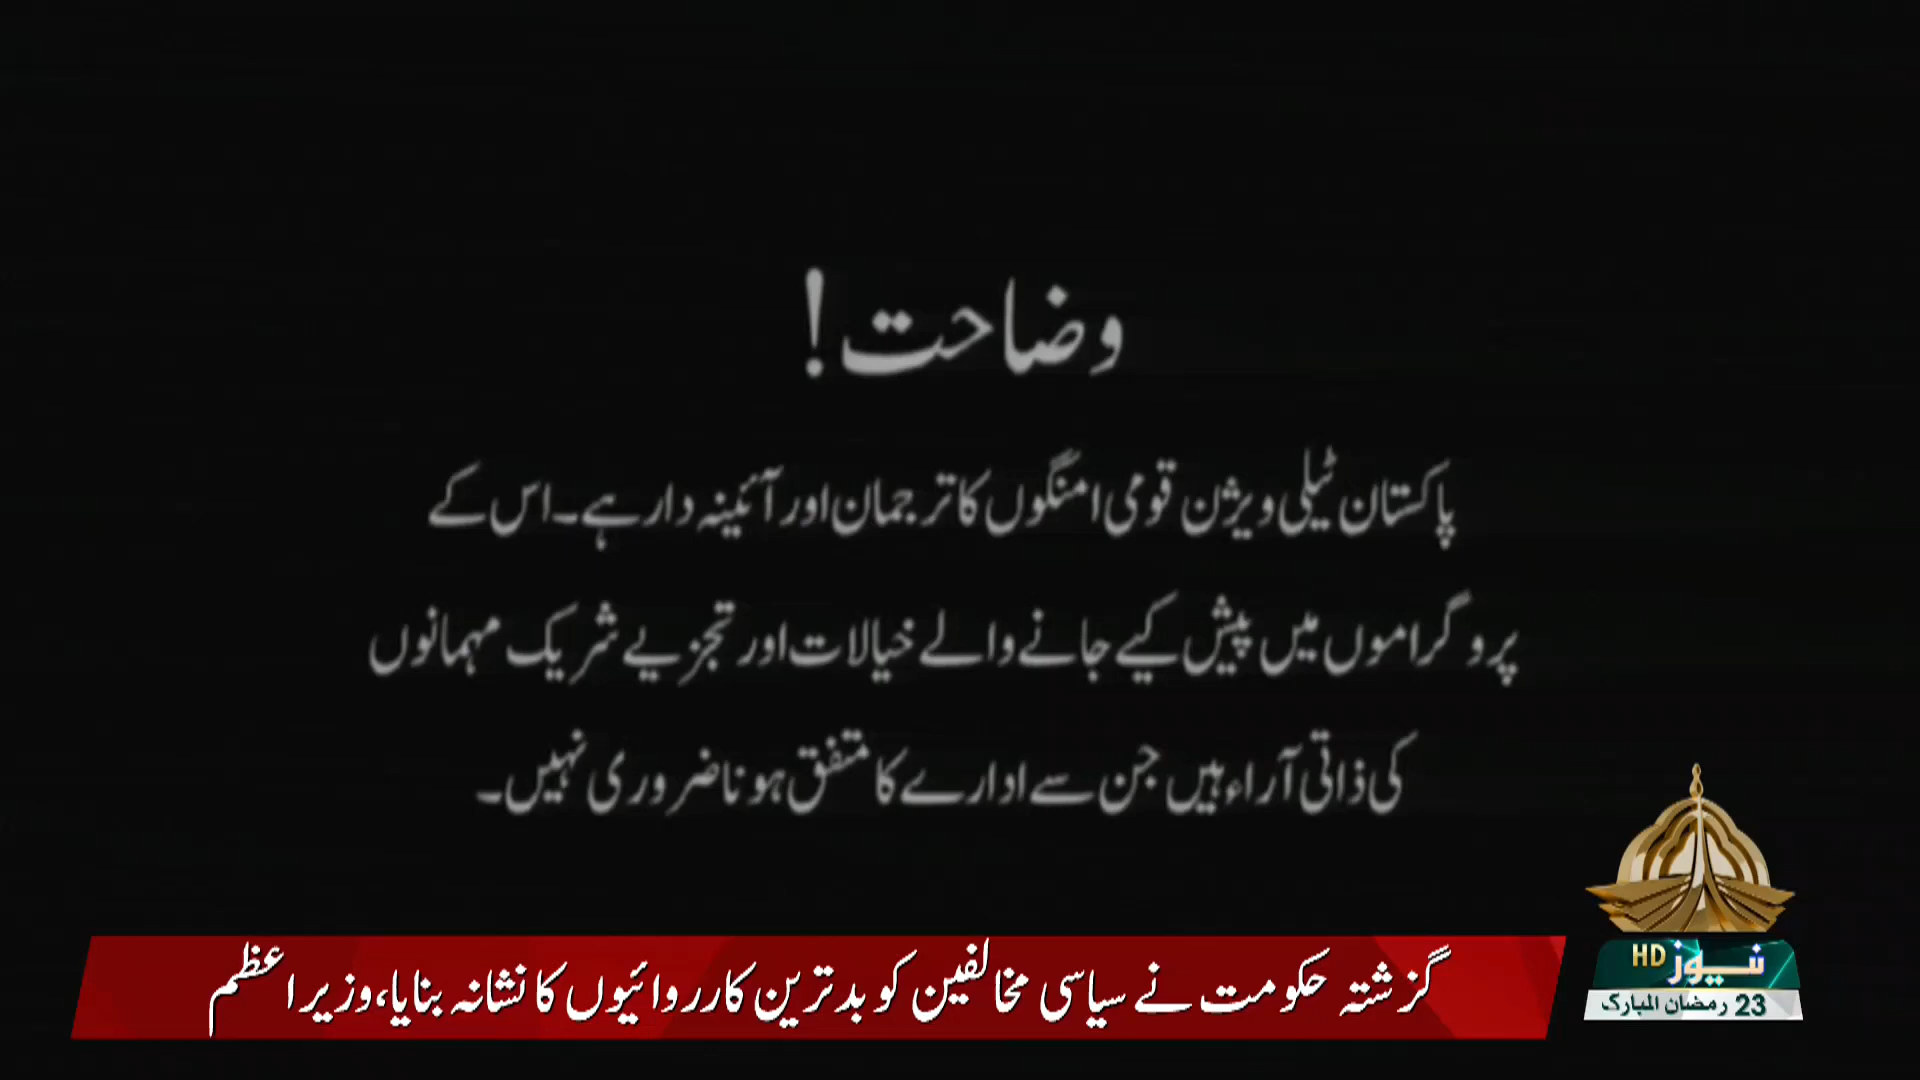 وضاحت!
پاکستان ٹیلی ویژن قومی امنگوں کا ترجمان اور آئینہ دار ہے۔ اس کے
پروگراموں میں پیش کیے جانے والے خیالات اور تجزیے شریک مہمانوں
کی ذاتی آراء ہیں جن سے ادارے کا متفق ہونا ضروری نہیں۔
گزشتہ حکومت نے سیاسی مخالفین کو بدترین کارروائیوں کا نشانہ بنایا،وزیراعظم
نیوز HD
23 رمضان المبارک